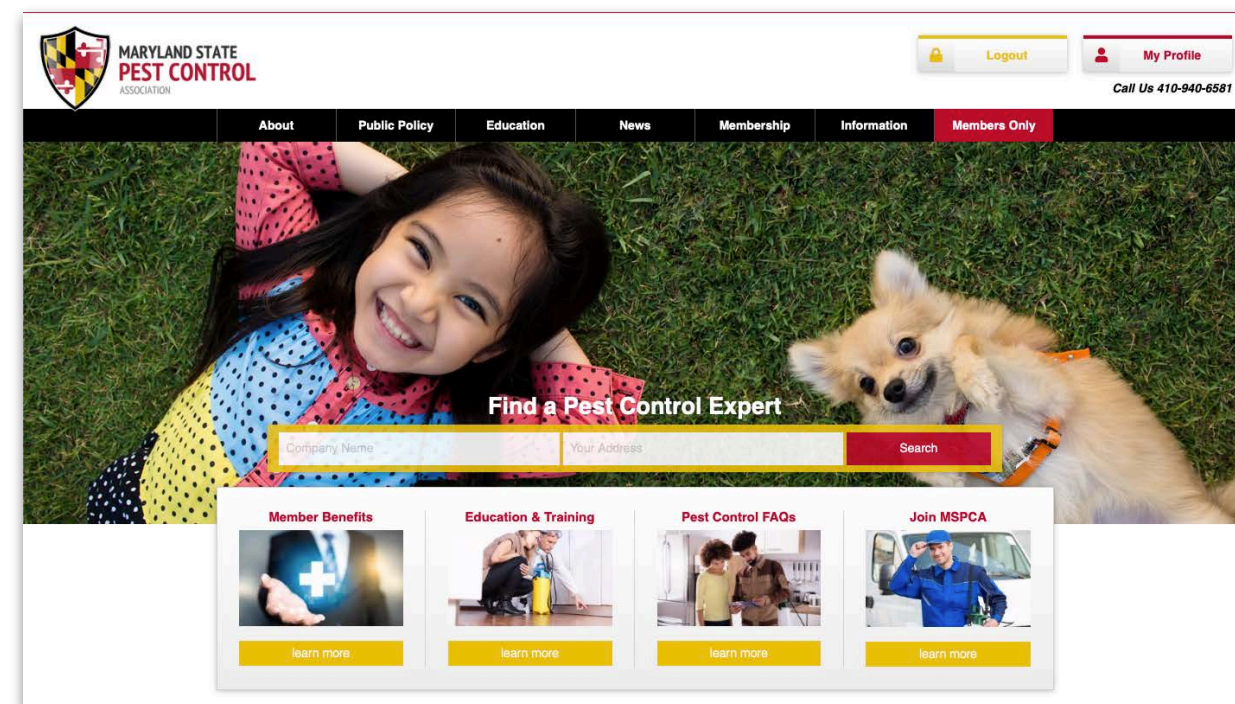 MARYLAND STATE
PEST CONTROL
ASSOCIATION
Logout
My Profile
Call Us 410-940-6581
About
Public Policy
Education
News
Membership
Information
Members Only
Find a Pest Control Expert
Company Name
Your Address
Search
Member Benefits
Education & Training
Pest Control FAQs
Join MSPCA
learn more
learn more
learn more
learn more